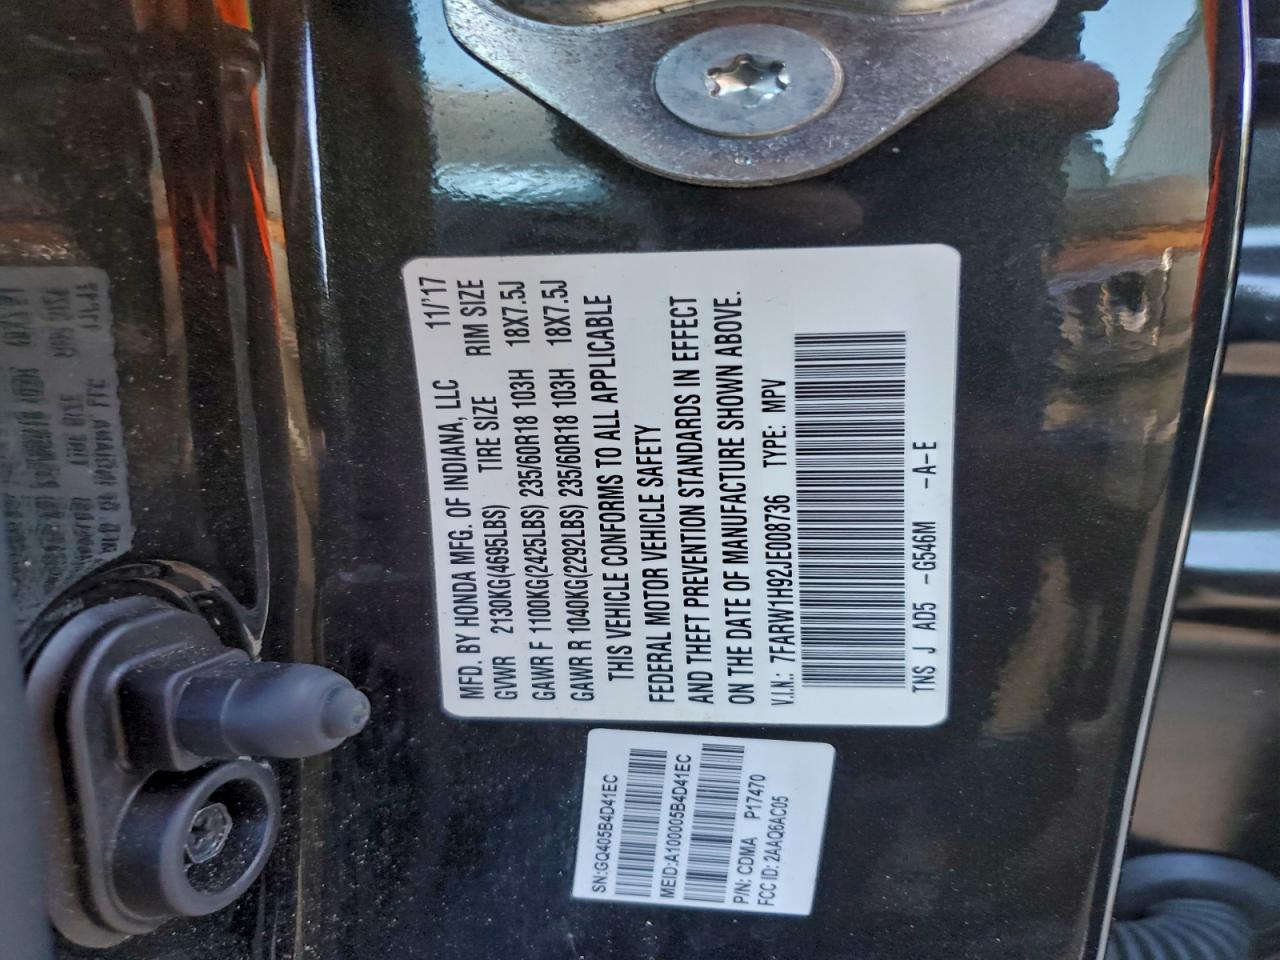 MFD. BY HONDA MFG. OF INDIANA, LLC 11/'17
GVWR 2130KG(4695LBS) TIRE SIZE RIM SIZE
GAWR F 1100KG(2425LBS) 235/60R18 103H 18X7.5J
GAWR R 1040KG(2292LBS) 235/60R18 103H 18X7.5J
THIS VEHICLE CONFORMS TO ALL APPLICABLE
FEDERAL MOTOR VEHICLE SAFETY
AND THEFT PREVENTION STANDARDS IN EFFECT
ON THE DATE OF MANUFACTURE SHOWN ABOVE.
V.I.N.: 7FARW1H92JE008736 TYPE: MPV
TNS J AD5 -G546M -A-E
SN:GQ405B4D41EC
MEID:A100005B4D41EC
P/N: CDMA P17470
FCC ID: 2AAQ6AC05